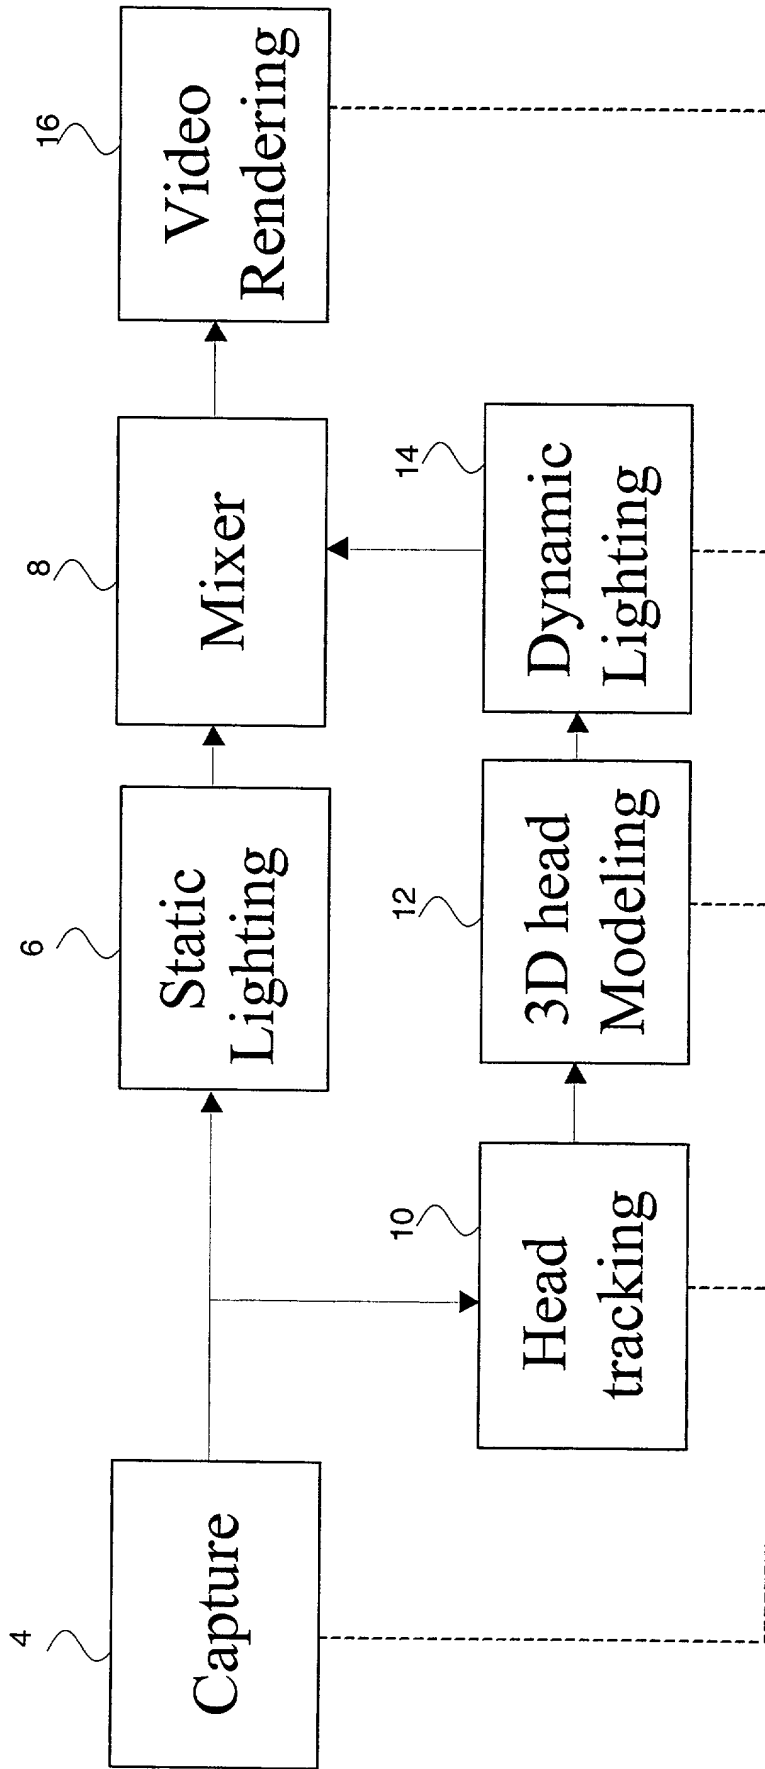 4
Capture
6
Static
Lighting
8
Mixer
16
Video
Rendering
10
Head
tracking
12
3D head
Modeling
14
Dynamic
Lighting